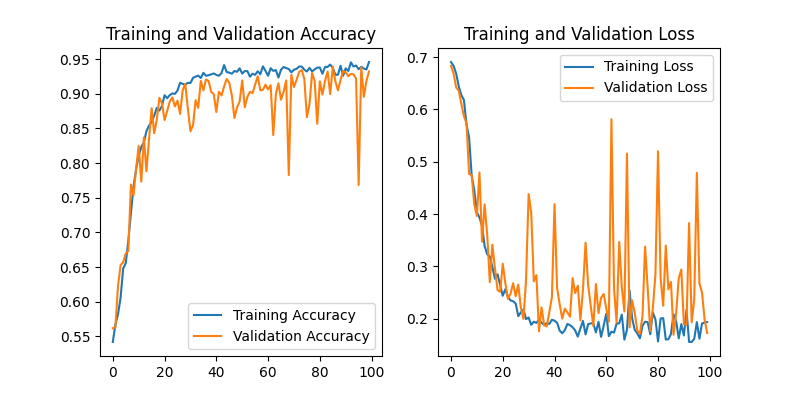 Training and Validation Accuracy
0.95
0.90
0.85
0.80
0.75
0.70
0.65
0.60
0.55
0 20 40 60 80 100
Training Accuracy
Validation Accuracy
Training and Validation Loss
0.7
0.6
0.5
0.4
0.3
0.2
0 20 40 60 80 100
Training Loss
Validation Loss